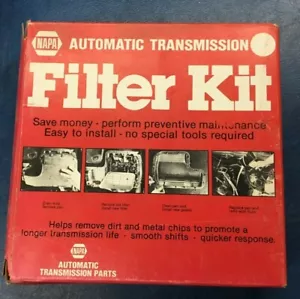 NAPA
AUTOMATIC TRANSMISSION
Filter Kit
Save money - perform preventive maintenance
Easy to install - no special tools required
Helps remove dirt and metal chips to promote a
longer transmission life - smooth shifts - quicker response.
NAPA
AUTOMATIC
TRANSMISSION PARTS